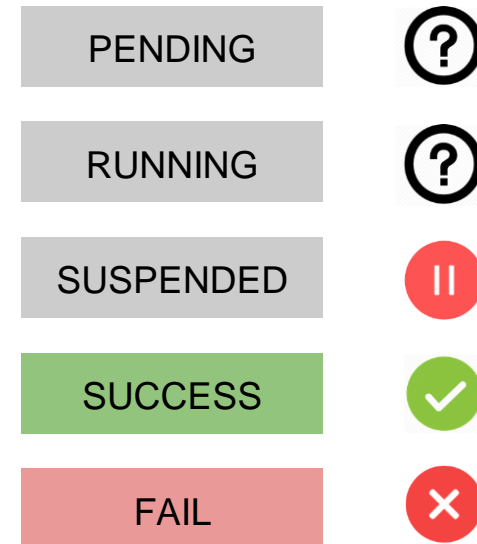 PENDING
?
RUNNING
?
SUSPENDED
SUCCESS
FAIL